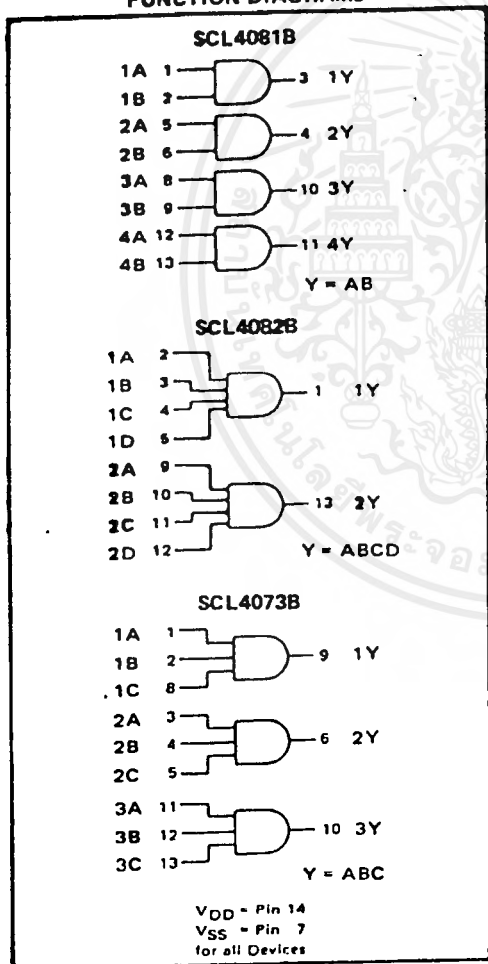 FUNCTION DIAGRAMS
SCL4081B
1A 1 3 1Y
1B 2
2A 5 4 2Y
2B 6
3A 8 10 3Y
3B 9
4A 12 11 4Y
4B 13
Y = AB
SCL4082B
1A 2
1B 3 1 1Y
1C 4
1D 5
2A 9
2B 10 13 2Y
2C 11
2D 12
Y = ABCD
SCL4073B
1A 1
1B 2 9 1Y
1C 8
2A 3
2B 4 6 2Y
2C 5
3A 11
3B 12 10 3Y
3C 13
Y = ABC
VDD = Pin 14
VSS = Pin 7
for all Devices